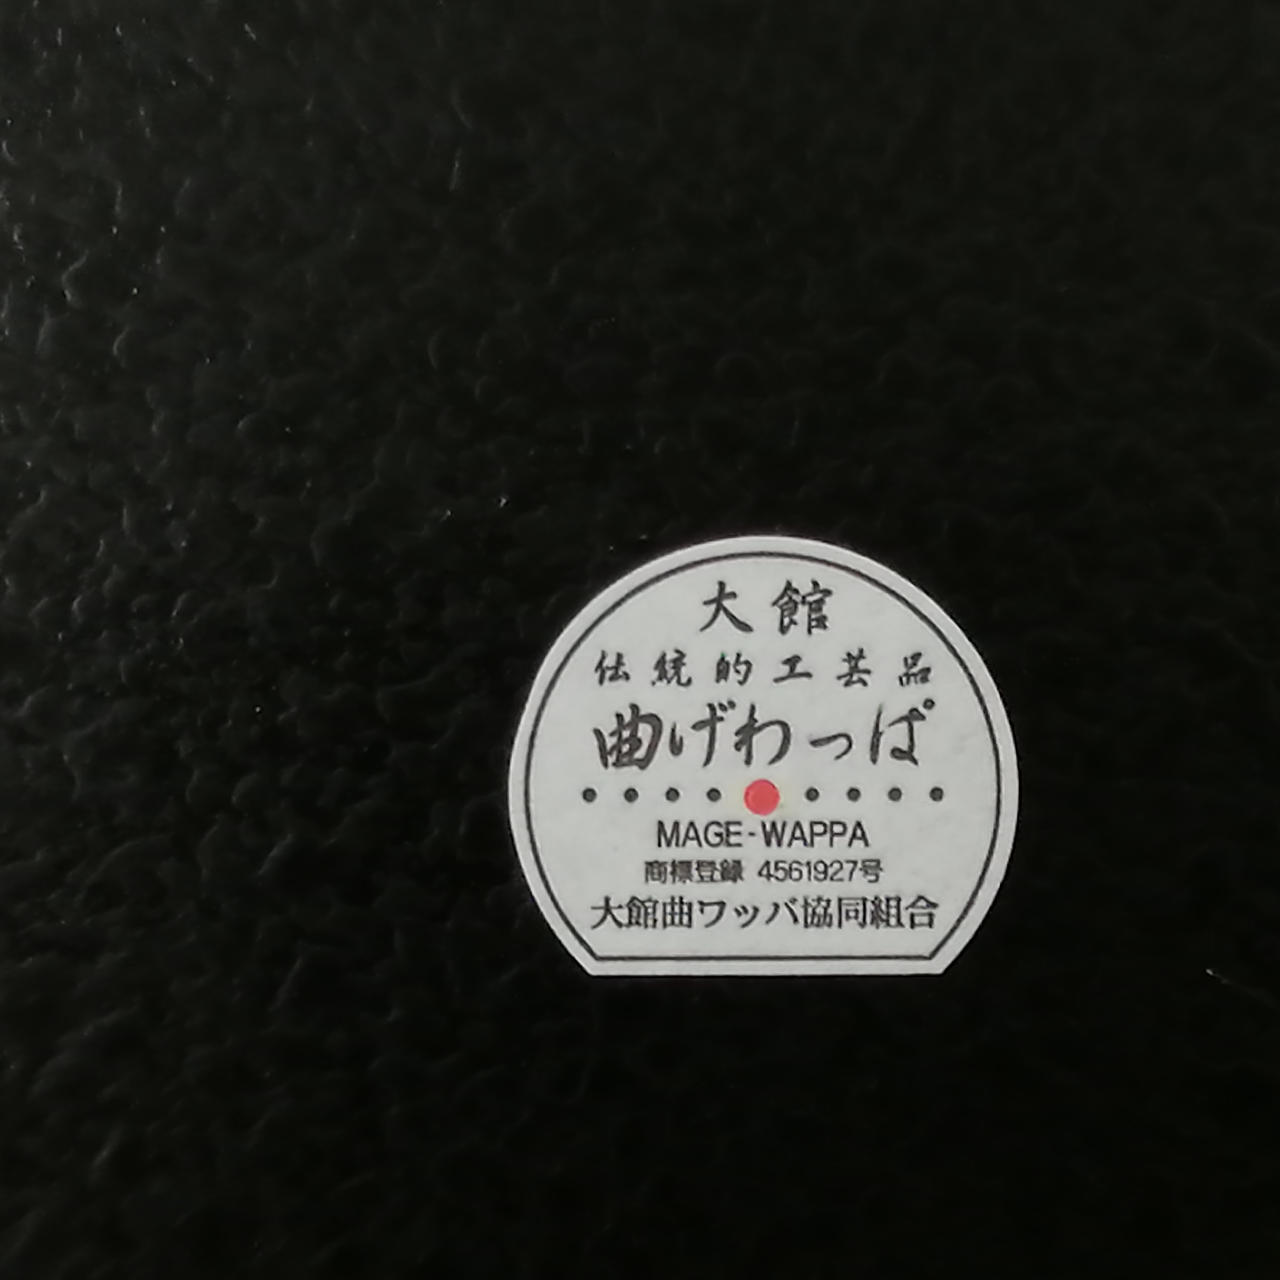 大館
伝統的工芸品
曲げわっぱ
MAGE-WAPPA
商標登録 4561927号
大館曲ワッパ協同組合